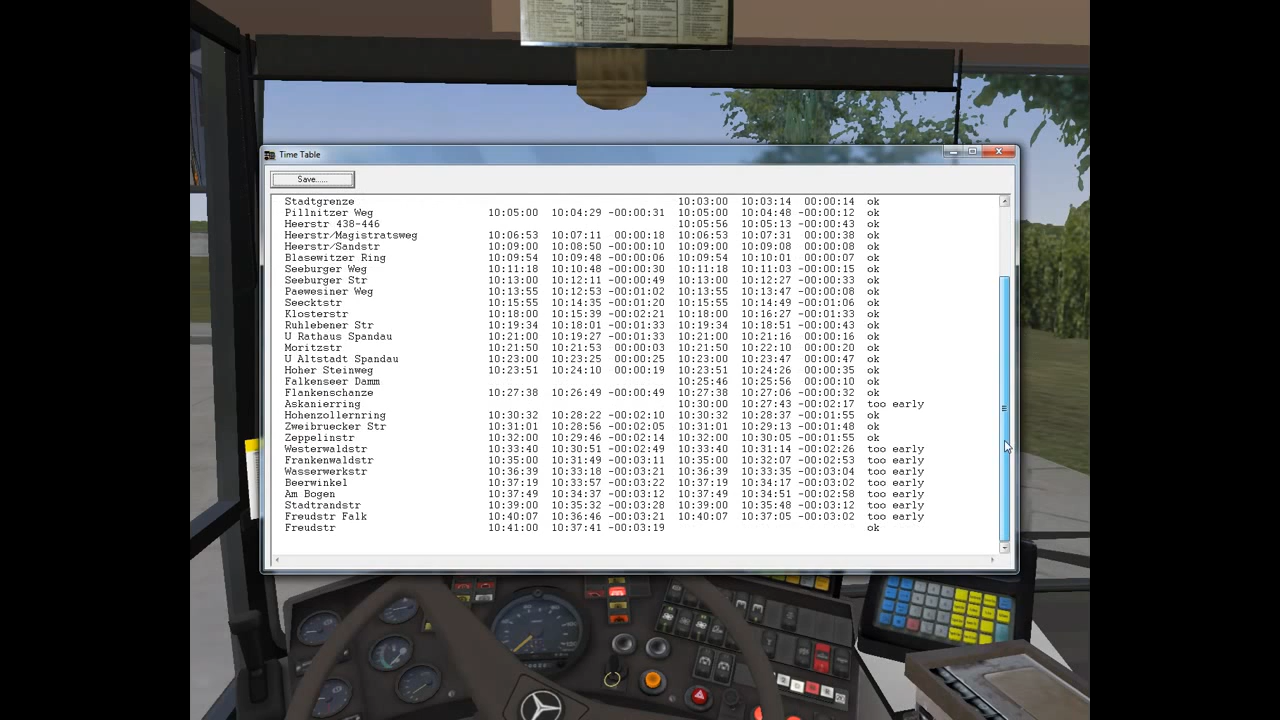 Time Table
Save.....
Stadtgrenze 10:03:00 10:03:14 00:00:14 ok
Pillnitzer Weg 10:05:00 10:04:29 -00:00:31 10:05:00 10:04:48 -00:00:12 ok
Heerstr 438-446 10:05:56 10:05:13 -00:00:43 ok
Heerstr/Magistratsweg 10:06:53 10:07:11 00:00:18 10:06:53 10:07:31 00:00:38 ok
Heerstr/Sandstr 10:09:00 10:08:50 -00:00:10 10:09:00 10:09:08 00:00:08 ok
Blasewitzer Ring 10:09:54 10:09:48 -00:00:06 10:09:54 10:10:01 00:00:07 ok
Seeburger Weg 10:11:18 10:10:48 -00:00:30 10:11:18 10:11:03 -00:00:15 ok
Seeburger Str 10:13:00 10:12:11 -00:00:49 10:13:00 10:12:27 -00:00:33 ok
Paewesiner Weg 10:13:55 10:12:53 -00:01:02 10:13:55 10:13:47 -00:00:08 ok
Seecktstr 10:15:55 10:14:35 -00:01:20 10:15:55 10:14:49 -00:01:06 ok
Klosterstr 10:18:00 10:15:39 -00:02:21 10:18:00 10:16:27 -00:01:33 ok
Ruhlebener Str 10:19:34 10:18:01 -00:01:33 10:19:34 10:18:51 -00:00:43 ok
U Rathaus Spandau 10:21:00 10:19:27 -00:01:33 10:21:00 10:21:16 00:00:16 ok
Moritzstr 10:21:50 10:21:53 00:00:03 10:21:50 10:22:10 00:00:20 ok
U Altstadt Spandau 10:23:00 10:23:25 00:00:25 10:23:00 10:23:47 00:00:47 ok
Hoher Steinweg 10:23:51 10:24:10 00:00:19 10:23:51 10:24:26 00:00:35 ok
Falkenseer Damm 10:25:46 10:25:56 00:00:10 ok
Flankenschanze 10:27:38 10:26:49 -00:00:49 10:27:38 10:27:06 -00:00:32 ok
Askanierring 10:30:00 10:27:43 -00:02:17 too early
Hohenzollernring 10:30:32 10:28:22 -00:02:10 10:30:32 10:28:37 -00:01:55 ok
Zweibruecker Str 10:31:01 10:28:56 -00:02:05 10:31:01 10:29:13 -00:01:48 ok
Zeppelinstr 10:32:00 10:29:46 -00:02:14 10:32:00 10:30:05 -00:01:55 ok
Westerwaldstr 10:33:40 10:30:51 -00:02:49 10:33:40 10:31:14 -00:02:26 too early
Frankenwaldstr 10:35:00 10:31:49 -00:03:11 10:35:00 10:32:07 -00:02:53 too early
Wasserwerkstr 10:36:39 10:33:18 -00:03:21 10:36:39 10:33:35 -00:03:04 too early
Beerwinkel 10:37:19 10:33:57 -00:03:22 10:37:19 10:34:17 -00:03:02 too early
Am Bogen 10:37:49 10:34:37 -00:03:12 10:37:49 10:34:51 -00:02:58 too early
Stadtrandstr 10:39:00 10:35:32 -00:03:28 10:39:00 10:35:48 -00:03:12 too early
Freudstr Falk 10:40:07 10:36:46 -00:03:21 10:40:07 10:37:05 -00:03:02 too early
Freudstr 10:41:00 10:37:41 -00:03:19 ok